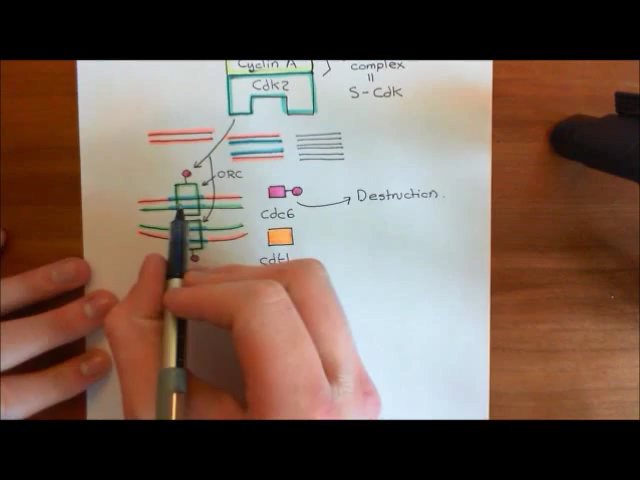 Cyclin A
Cdk2
complex
=
S-Cdk
ORC
Cdc6
Destruction.
cdt1